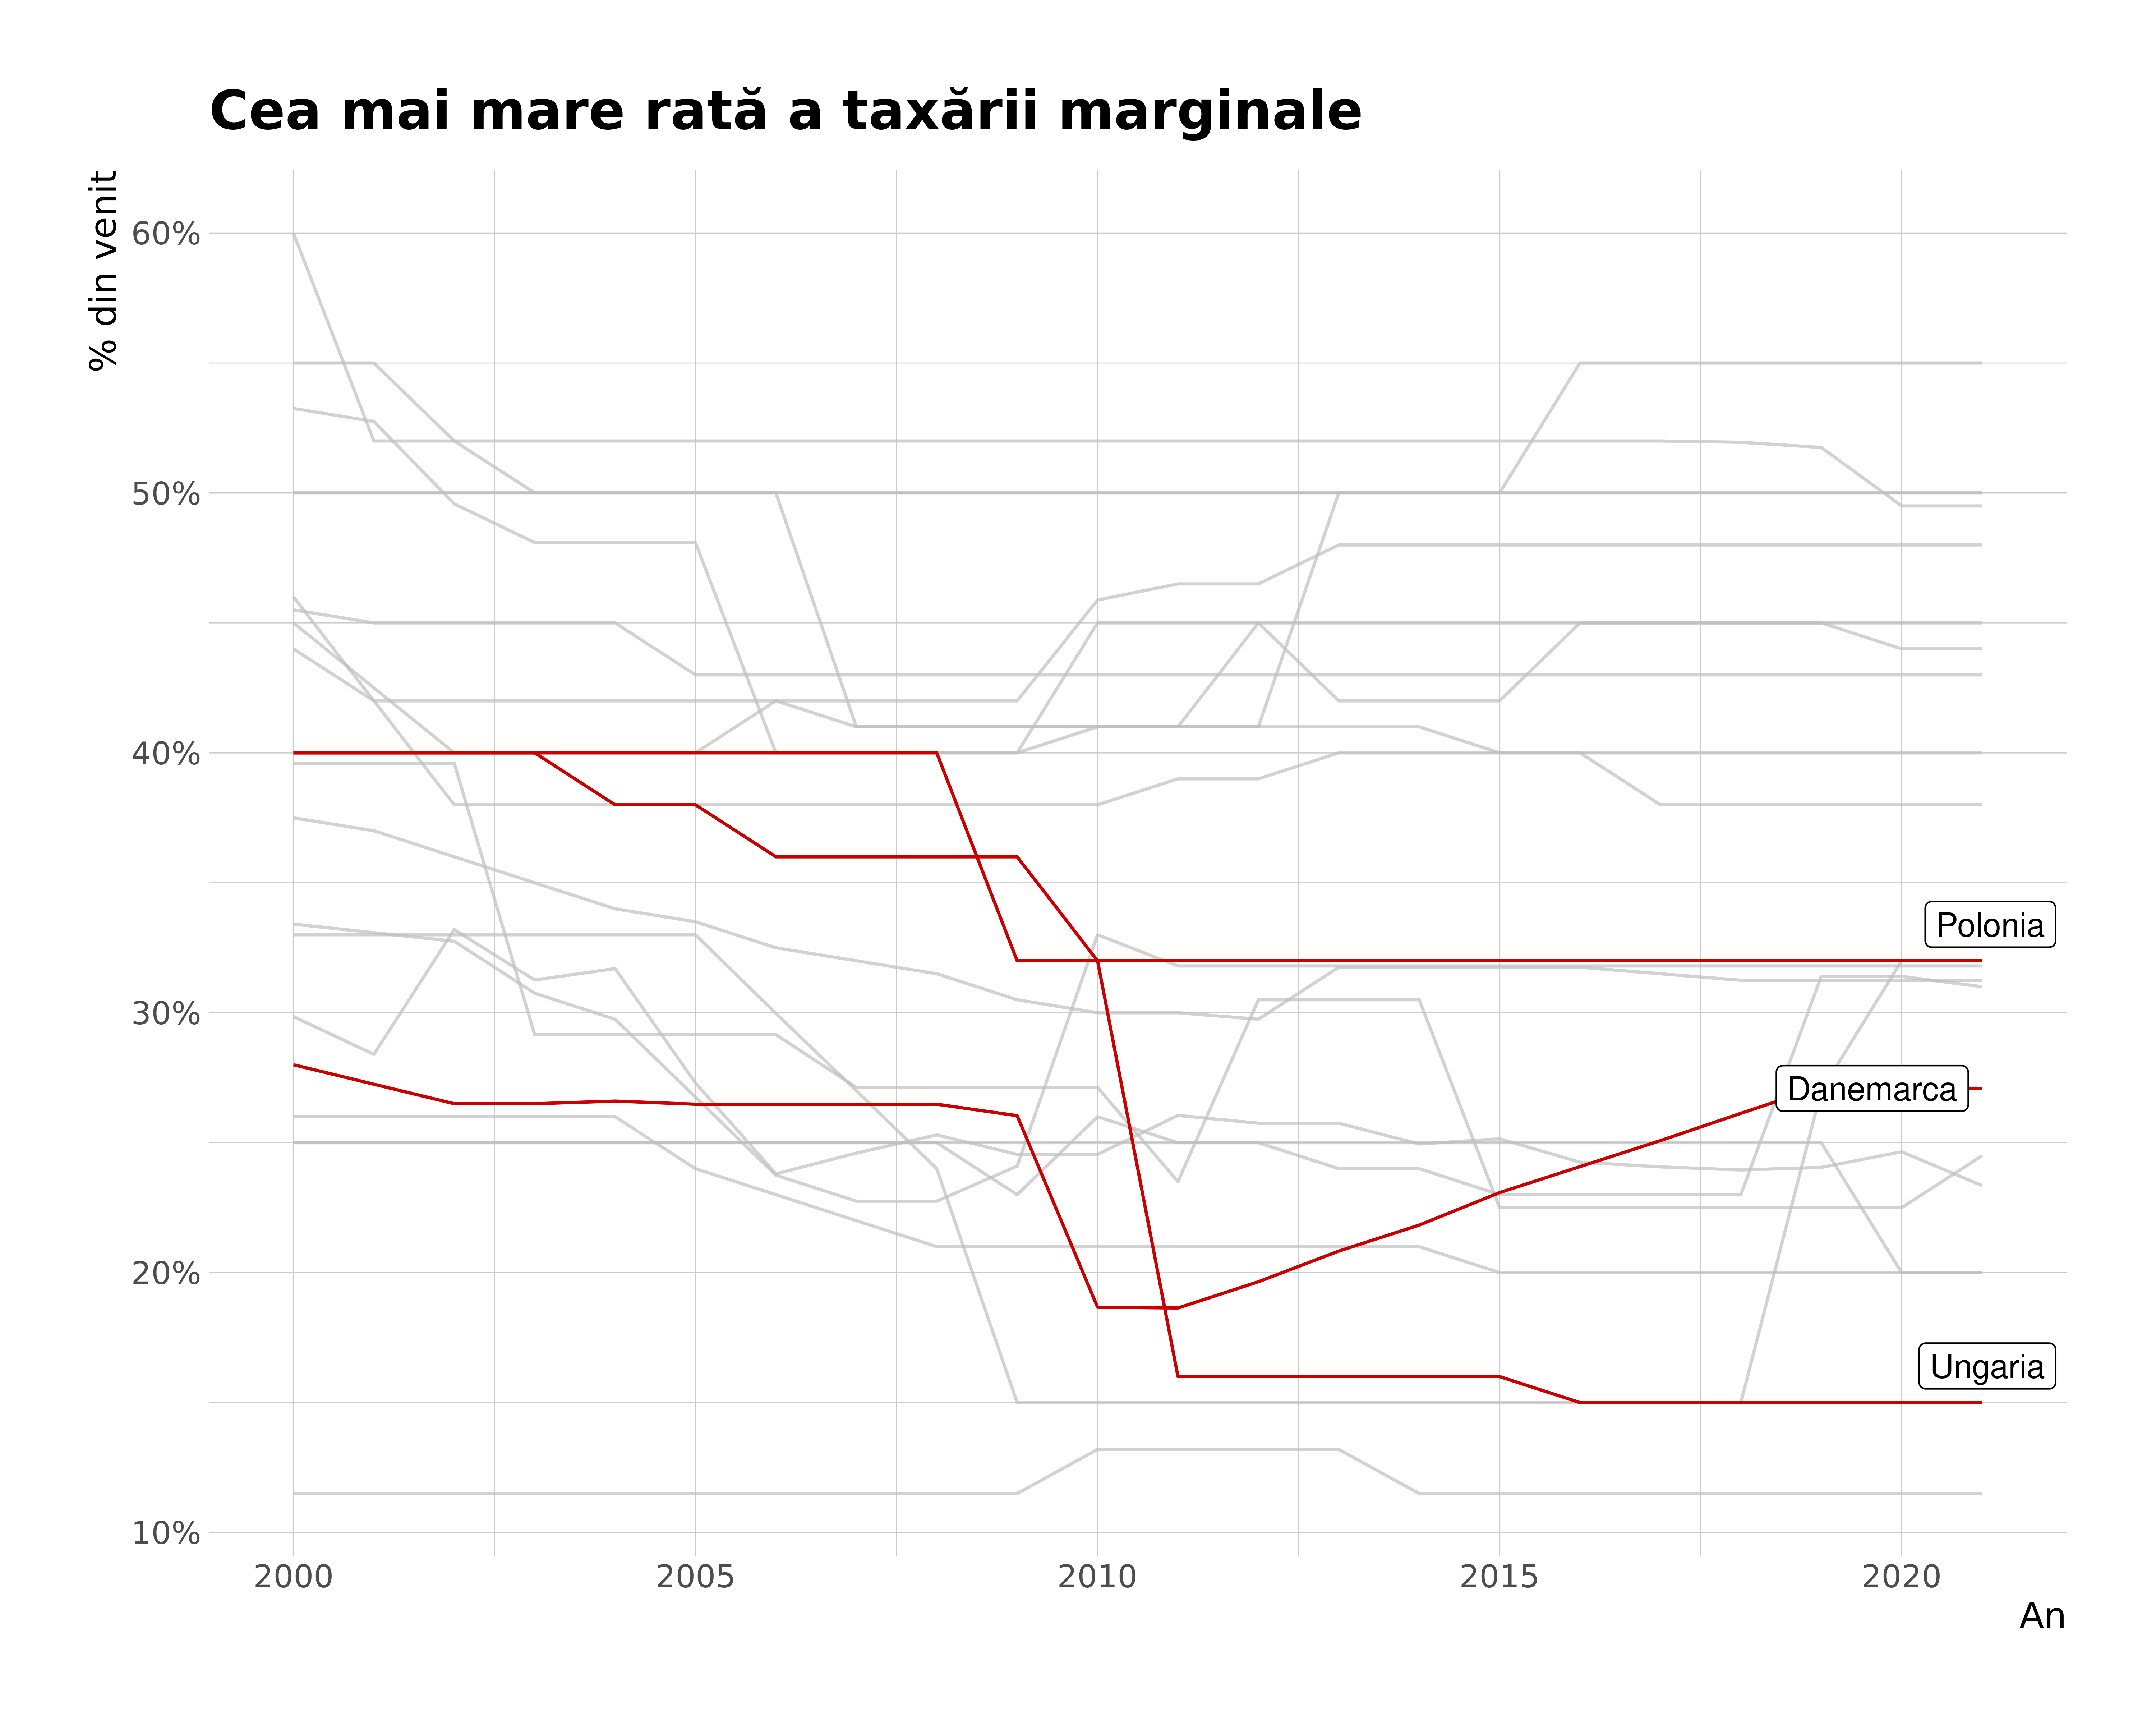 Cea mai mare rată a taxării marginale
% din venit
60%
50%
40%
30%
20%
10%
Polonia
Danemarca
Ungaria
2000 2005 2010 2015 2020
An